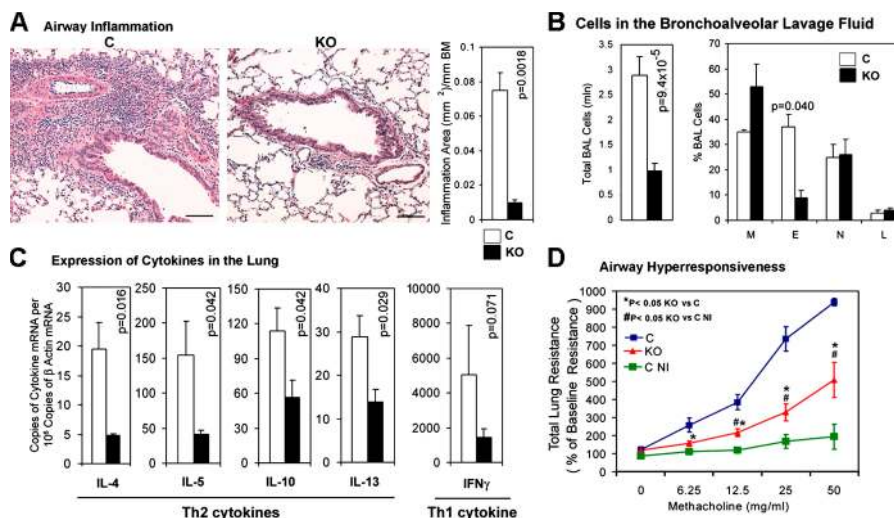 A
Airway Inflammation
C
KO
Inflammation Area (mm²)/mm BM
0.1
0.08
0.06
0.04
0.02
0
p=0.0018
C
KO
B
Cells in the Bronchoalveolar Lavage Fluid
Total BAL Cells (mln)
3.5
3
2.5
2
1.5
1
0.5
0
p=9.4x10⁻⁵
% BAL Cells
70
60
50
40
30
20
10
0
p=0.040
C
KO
M E N L
C
Expression of Cytokines in the Lung
Copies of Cytokine mRNA per
10⁶ Copies of β Actin mRNA
30
25
20
15
10
5
0
p=0.016
IL-4
250
200
150
100
50
0
p=0.042
IL-5
150
120
90
60
30
0
p=0.042
IL-10
40
30
20
10
0
p=0.029
IL-13
Th2 cytokines
10000
8000
6000
4000
2000
0
p=0.071
IFNγ
Th1 cytokine
D
Airway Hyperresponsiveness
Total Lung Resistance
( % of Baseline Resistance)
1000
900
800
700
600
500
400
300
200
100
0
*P< 0.05 KO vs C
#P< 0.05 KO vs C NI
C
KO
C NI
*
#*
*
#
*
#
0 6.25 12.5 25 50
Methacholine (mg/ml)